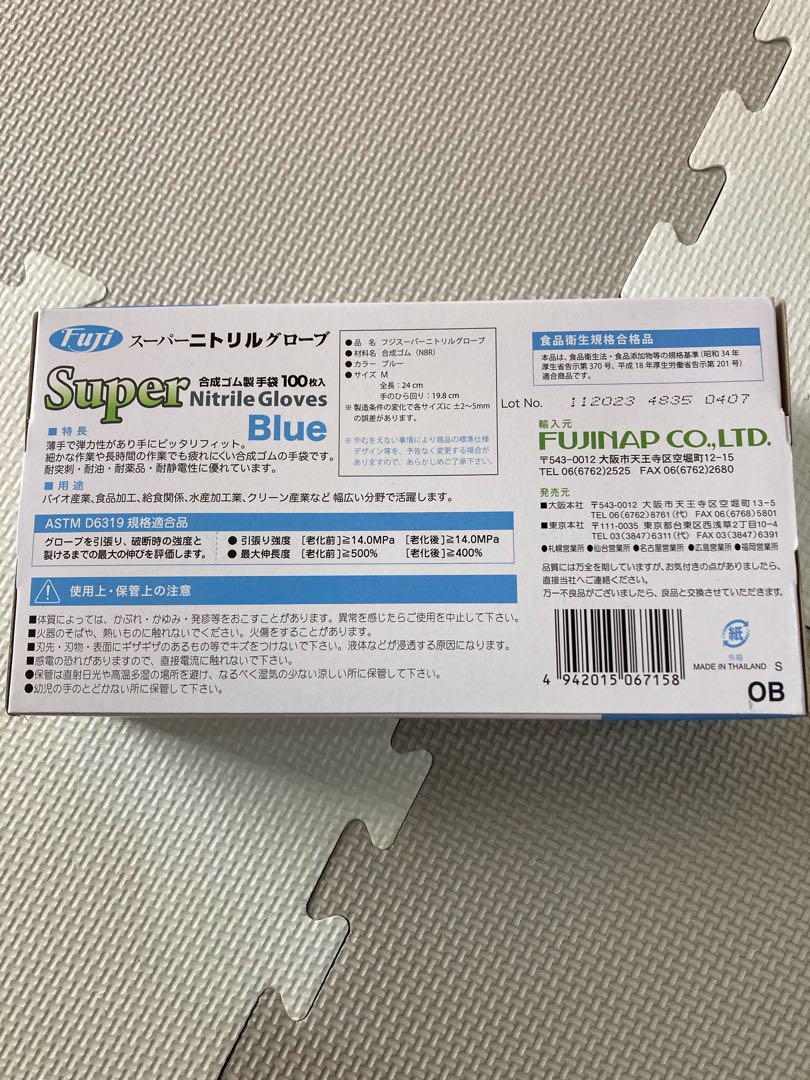 Fuji スーパーニトリルグローブ
Super 合成ゴム製手袋 100枚入
Nitrile Gloves
Blue
■特長
薄手で弾力性があり手にピッタリフィット。
細かな作業や長時間の作業でも疲れにくい合成ゴムの手袋です。
耐突刺・耐油・耐薬品・耐静電性に優れています。
■用途
バイオ産業、食品加工、給食関係、水産加工業、クリーン産業など 幅広い分野で活躍します。
ASTM D6319 規格適合品
グローブを引張り、破断時の強度と
裂けるまでの最大の伸びを評価します。
●引張り強度 [老化前]≧14.0MPa [老化後]≧14.0MPa
●最大伸長度 [老化前]≧500% [老化後]≧400%
使用上・保管上の注意
■体質によっては、かぶれ・かゆみ・発疹等をおこすことがあります。異常を感じたらご使用を中止して下さい。
■火器のそばや、熱いものに触れないでください。火傷をすることがあります。
■刃先・刃物・表面にギザギザのあるもの等でキズをつけないで下さい。液体などが浸透する原因になります。
■感電の恐れがありますので、直接電流に触れないで下さい。
●保管は直射日光や高温多湿の場所を避け、なるべく湿気の少ない涼しい所に保管して下さい。
●幼児の手のとどかない所に保管して下さい。
●品 名 フジスーパーニトリルグローブ
●材料名 合成ゴム（NBR）
●カラー ブルー
●サイズ M
全長：24cm
手のひら回り：19.8cm
※製造条件の変化で各サイズに ±2〜5mm
の誤差があります。
※やむをえない事情により商品の標準仕様
デザイン等を、予告なく変更する場合が
ありますので、あらかじめご了承下さい。
食品衛生規格合格品
本品は、食品衛生法・食品添加物等の規格基準（昭和 34 年
厚生省告示第 370 号、平成 18 年厚生労働省告示第 201 号）
適合商品です。
Lot No. 112023 4835 0407
輸入元
FUJINAP CO.,LTD.
〒543-0012 大阪市天王寺区空堀町12-15
TEL 06(6762)2525 FAX 06(6762)2680
発売元
■大阪本社 〒543-0012 大阪市天王寺区空堀町13-5
TEL 06(6762)8761(代) FAX 06(6768)5801
■東京本社 〒111-0035 東京都台東区西浅草2丁目10-4
TEL 03(3847)6311(代) FAX 03(3847)6391
●札幌営業所 ●仙台営業所 ●名古屋営業所 ●広島営業所 ●福岡営業所
品質には万全を期していますが、お気付きの点がありましたら、
直接当社へご連絡ください。
万一不良品がございましたら、良品と交換させていただきます。
4 942015 067158
紙
外箱
MADE IN THAILAND S
OB